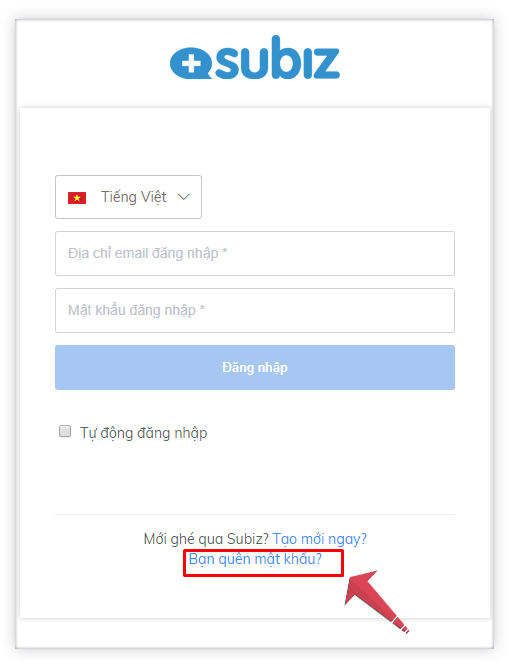 subiz
Tiếng Việt
Địa chỉ email đăng nhập *
Mật khẩu đăng nhập *
Đăng nhập
Tự động đăng nhập
Mới ghé qua Subiz? Tạo mới ngay?
Bạn quên mật khẩu?